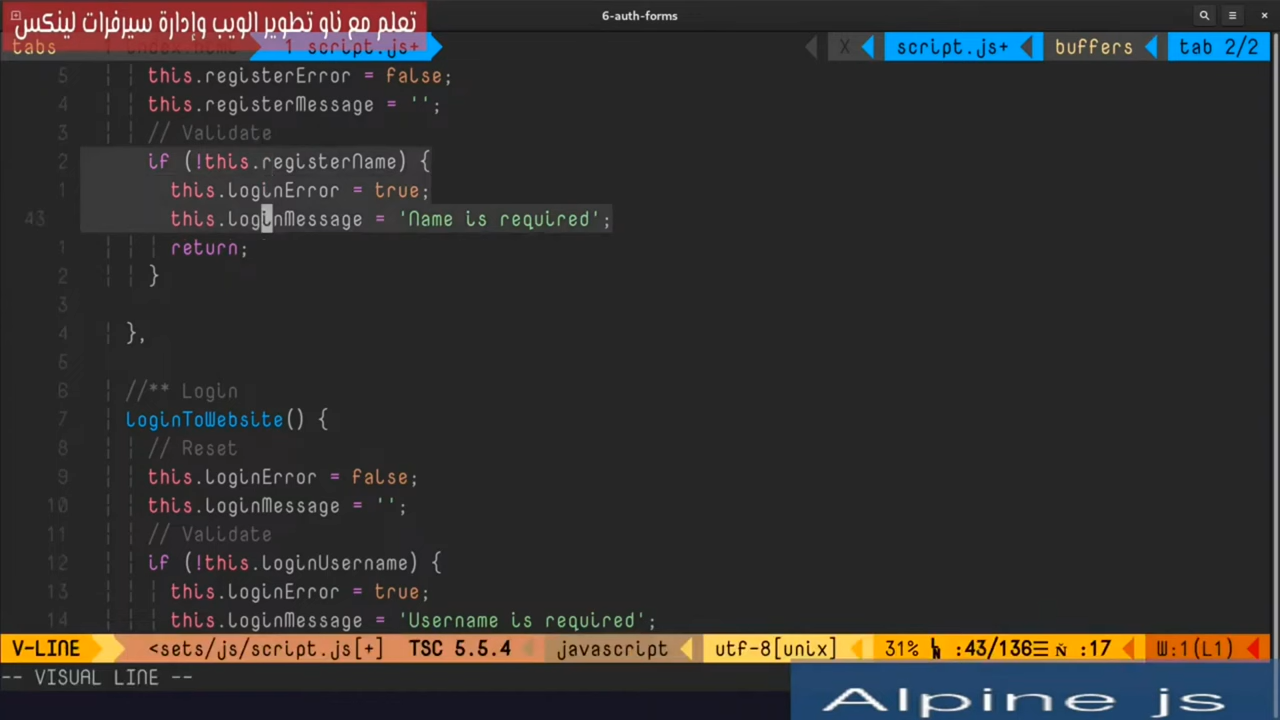 6-auth-forms
تعلم مع ناو تطوير الويب وإدارة سيرفرات لينكس
tabs index.html 1 script.js+ X script.js+ buffers tab 2/2
5 this.registerError = false;
4 this.registerMessage = '';
3 // Validate
2 if (!this.registerName) {
1 this.loginError = true;
43 this.loginMessage = 'Name is required';
1 return;
2 }
3
4 },
5
6 //** Login
7 loginToWebsite() {
8 // Reset
9 this.loginError = false;
10 this.loginMessage = '';
11 // Validate
12 if (!this.loginUsername) {
13 this.loginError = true;
14 this.loginMessage = 'Username is required';
V-LINE <sets/js/script.js[+] TSC 5.5.4 javascript utf-8[unix] 31% :43/136☰ :17 W:1(L1)
-- VISUAL LINE --
Alpine js